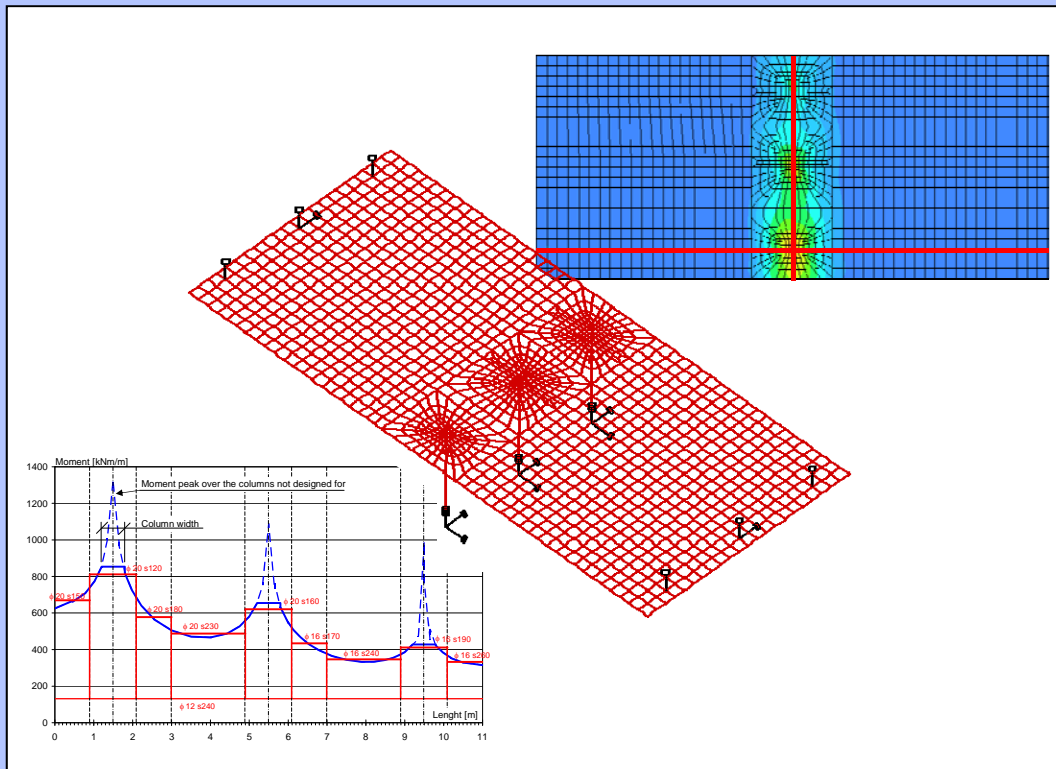 Moment [kNm/m]
1400
Moment peak over the columns not designed for
1200
Column width
1000
800
ϕ 20 s120
ϕ 20 s150
ϕ 20 s160
600
ϕ 20 s180
ϕ 20 s230
ϕ 16 s170
ϕ 16 s190
400
ϕ 16 s240
ϕ 16 s260
200
ϕ 12 s240
Lenght [m]
0
0 1 2 3 4 5 6 7 8 9 10 11